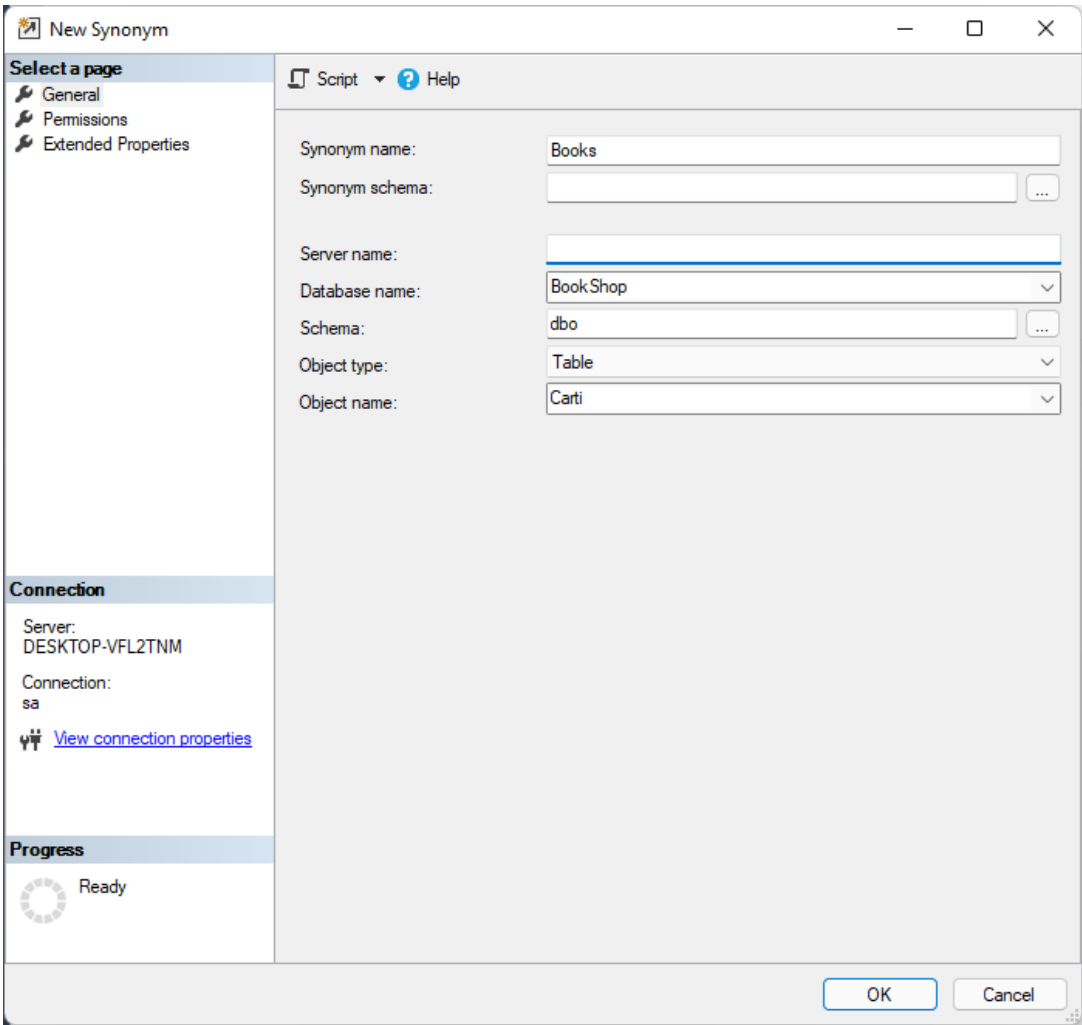 New Synonym
Select a page
General
Permissions
Extended Properties
Script
Help
Synonym name:
Books
Synonym schema:
...
Server name:
Database name:
BookShop
Schema:
dbo
...
Object type:
Table
Object name:
Carti
Connection
Server:
DESKTOP-VFL2TNM
Connection:
sa
View connection properties
Progress
Ready
OK
Cancel